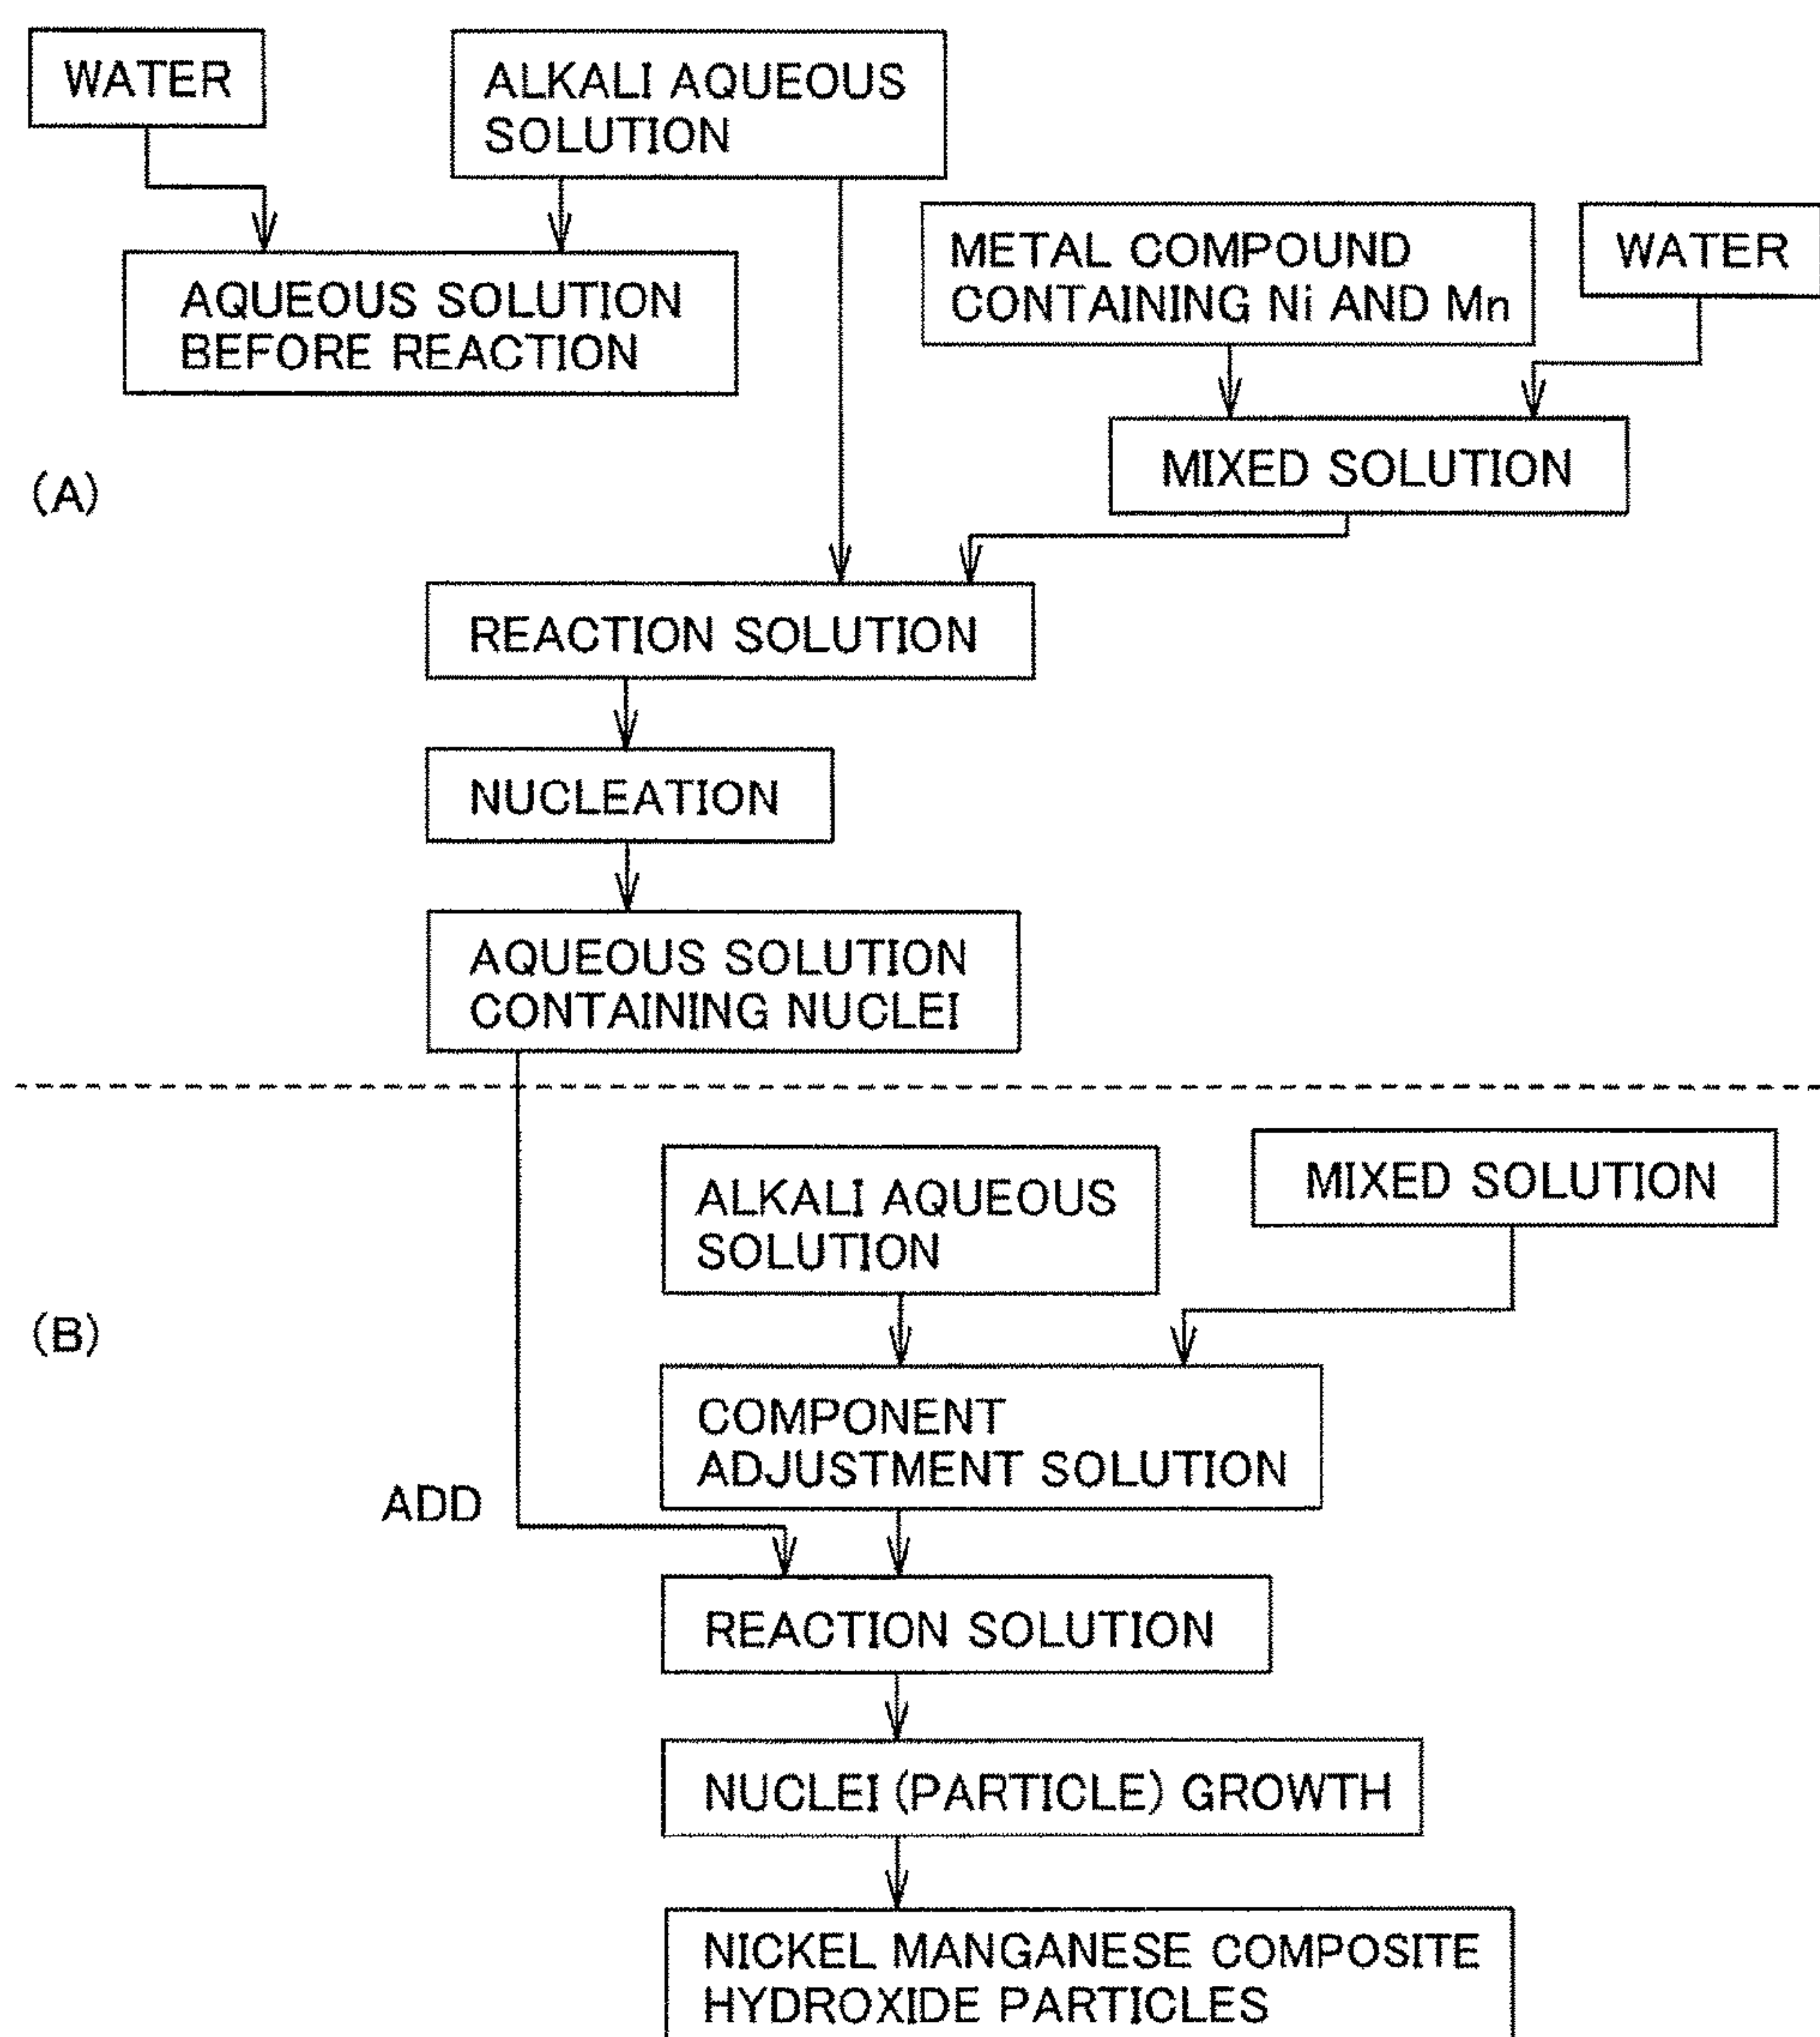 WATER
ALKALI AQUEOUS
SOLUTION
METAL COMPOUND
CONTAINING Ni AND Mn
WATER
AQUEOUS SOLUTION
BEFORE REACTION
MIXED SOLUTION
(A)
REACTION SOLUTION
NUCLEATION
AQUEOUS SOLUTION
CONTAINING NUCLEI
ALKALI AQUEOUS
SOLUTION
MIXED SOLUTION
(B)
COMPONENT
ADJUSTMENT SOLUTION
ADD
REACTION SOLUTION
NUCLEI (PARTICLE) GROWTH
NICKEL MANGANESE COMPOSITE
HYDROXIDE PARTICLES